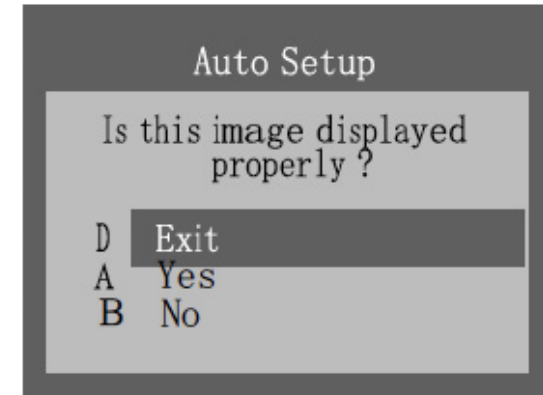 Auto Setup
Is this image displayed
properly ?
D Exit
A Yes
B No